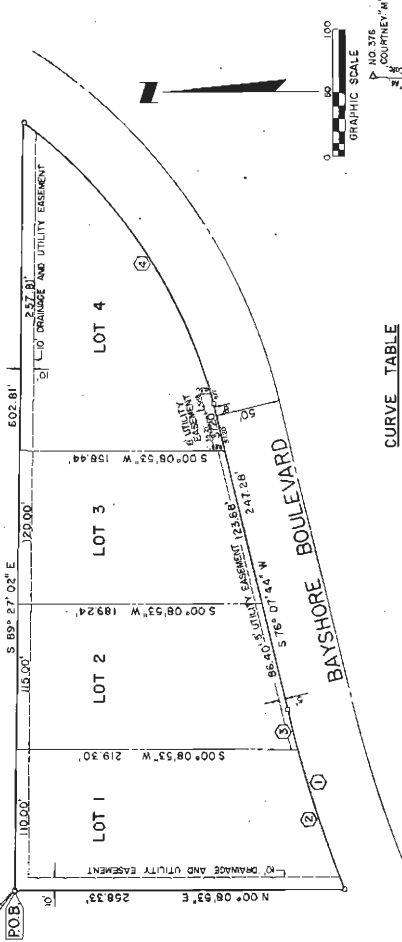 P.O.B.
S 89° 27' 02" E
602.81'
110.00'
115.00'
120.00'
257.81'
10' DRAINAGE AND UTILITY EASEMENT
10'
LOT 1
LOT 2
LOT 3
LOT 4
N 00° 08' 53" E 258.33'
10' DRAINAGE AND UTILITY EASEMENT
10'
S 00° 08' 53" W 219.30'
S 00° 08' 53" W 189.24'
S 00° 08' 53" W 158.44'
UTILITY
EASEMENT
86.40'
5' UTILITY EASEMENT
123.68'
S 76° 07' 44" W
247.28'
50'
1
2
3
4
BAYSHORE BOULEVARD
0 50 100
GRAPHIC SCALE
NO. 376
COURTNEY "M"
CURVE TABLE